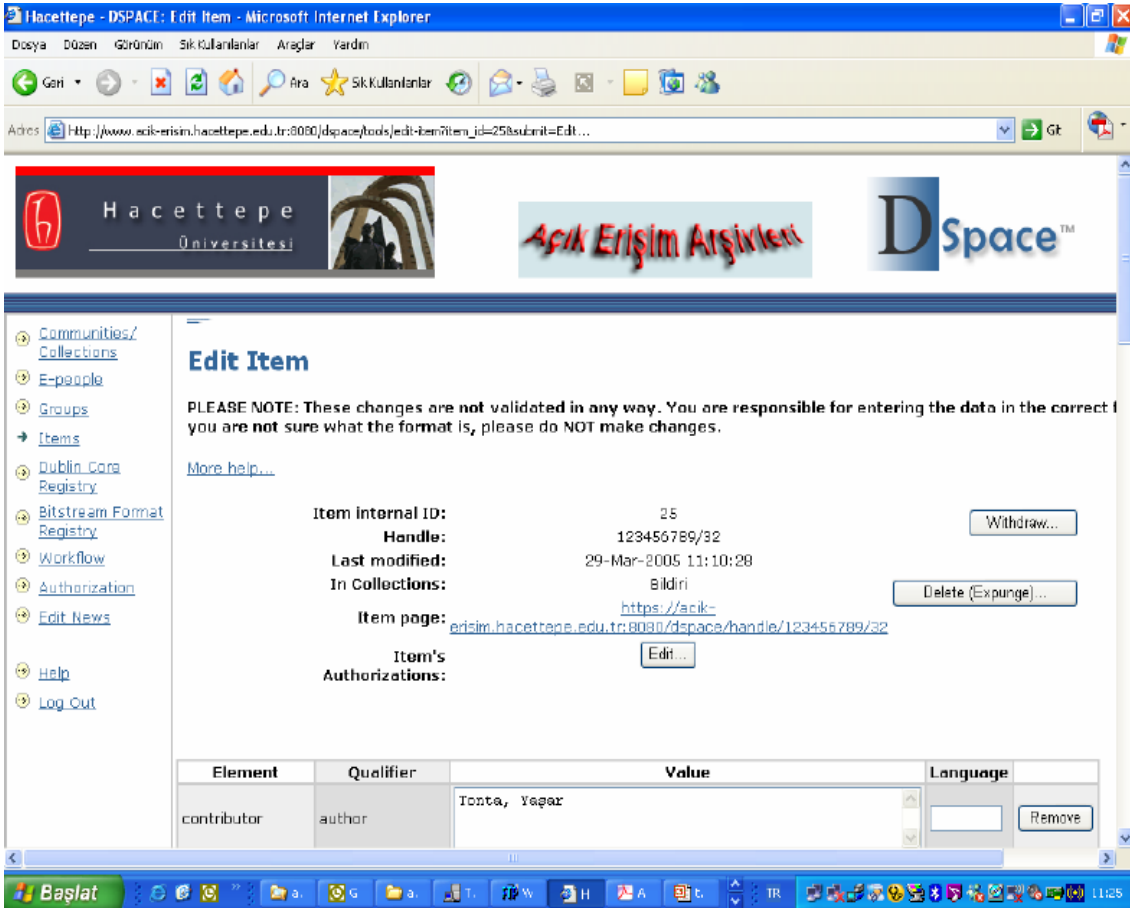 Hacettepe - DSPACE: Edit Item - Microsoft Internet Explorer
Dosya Düzen Görünüm Sık Kullanılanlar Araçlar Yardım
Geri Ara Sık Kullanılanlar
Adres http://www.acik-erisim.hacettepe.edu.tr:8080/dspace/tools/edit-item?item_id=25&submit=Edit... Git
Hacettepe
Üniversitesi
Açık Erişim Arşivleri
DSpace™
Communities/
Collections
E-people
Groups
Items
Dublin Core
Registry
Bitstream Format
Registry
Workflow
Authorization
Edit News
Help
Log Out
Edit Item
PLEASE NOTE: These changes are not validated in any way. You are responsible for entering the data in the correct f
you are not sure what the format is, please do NOT make changes.
More help...
Item internal ID: 25
Withdraw...
Handle: 123456789/32
Last modified: 29-Mar-2005 11:10:28
In Collections: Bildiri
Delete (Expunge)...
Item page: https://acik-
erisim.hacettepe.edu.tr:8080/dspace/handle/123456789/32
Item's
Authorizations:
Edit...
Element Qualifier Value Language
contributor author Tonta, Yaşar Remove
Başlat a. G a. T. W H A t. TR 11:25